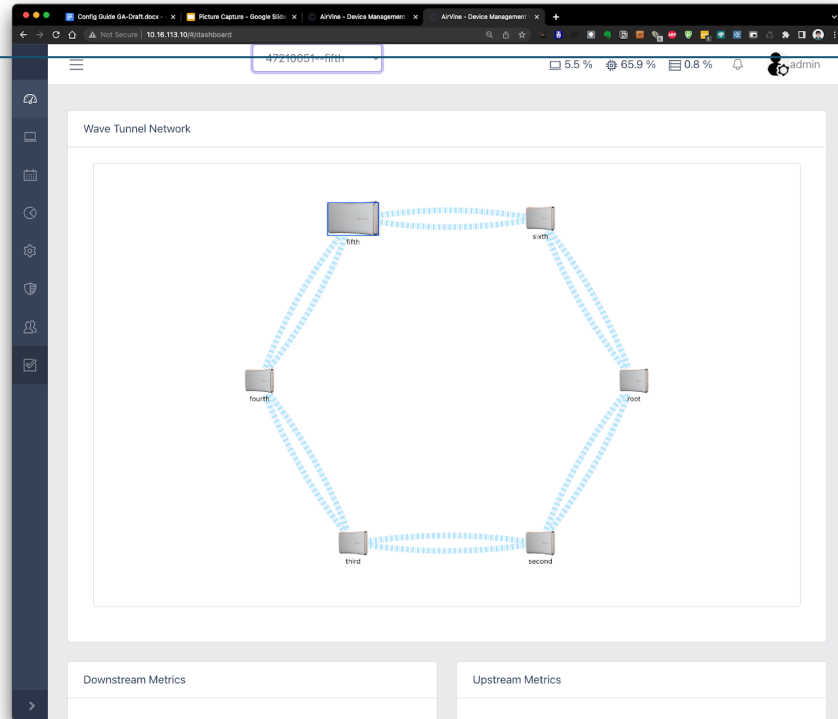 Config Guide GA-Draft.docx -
Picture Capture - Google Slide
AirVine - Device Management
AirVine - Device Management
Not Secure | 10.16.113.10/#/dashboard
47210051--fifth
5.5 %
65.9 %
0.8 %
admin
Wave Tunnel Network
fifth
sixth
fourth
root
third
second
Downstream Metrics
Upstream Metrics